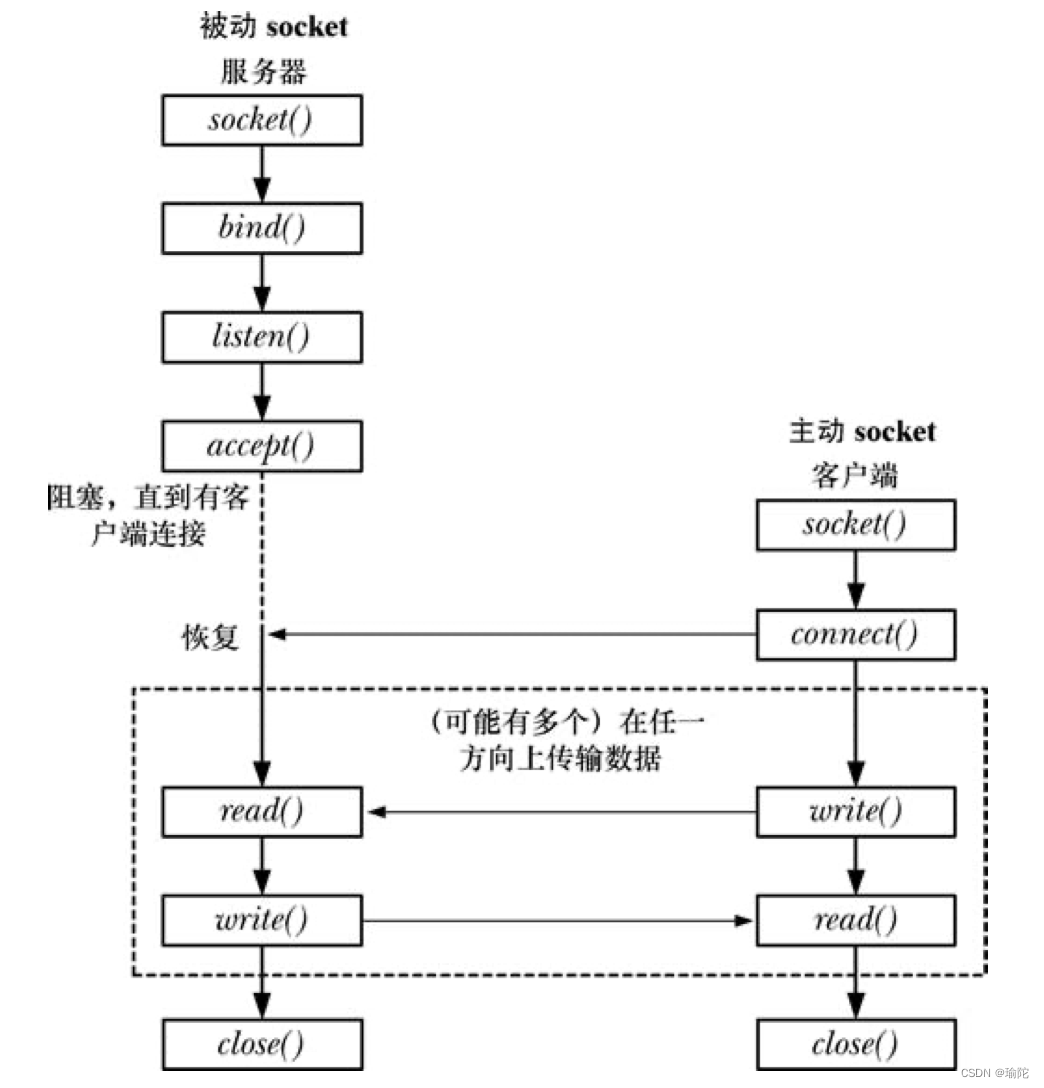 被动 socket
服务器
socket()
bind()
listen()
accept()
阻塞，直到有客
户端连接
主动 socket
客户端
socket()
恢复
connect()
（可能有多个）在任一
方向上传输数据
read()
write()
write()
read()
close()
close()
CSDN @瑜陀